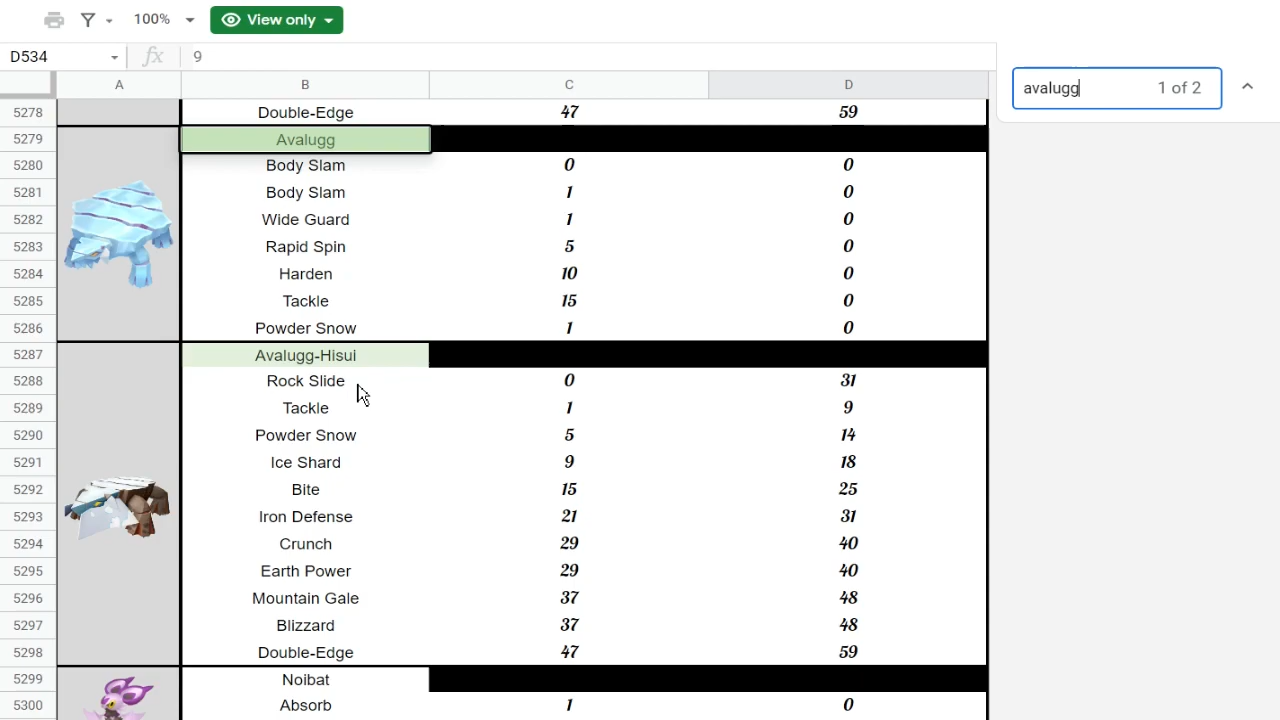 100% View only
D534 fx 9
avalugg 1 of 2
A B C D
5278 Double-Edge 47 59
5279 Avalugg
5280 Body Slam 0 0
5281 Body Slam 1 0
5282 Wide Guard 1 0
5283 Rapid Spin 5 0
5284 Harden 10 0
5285 Tackle 15 0
5286 Powder Snow 1 0
5287 Avalugg-Hisui
5288 Rock Slide 0 31
5289 Tackle 1 9
5290 Powder Snow 5 14
5291 Ice Shard 9 18
5292 Bite 15 25
5293 Iron Defense 21 31
5294 Crunch 29 40
5295 Earth Power 29 40
5296 Mountain Gale 37 48
5297 Blizzard 37 48
5298 Double-Edge 47 59
5299 Noibat
5300 Absorb 1 0